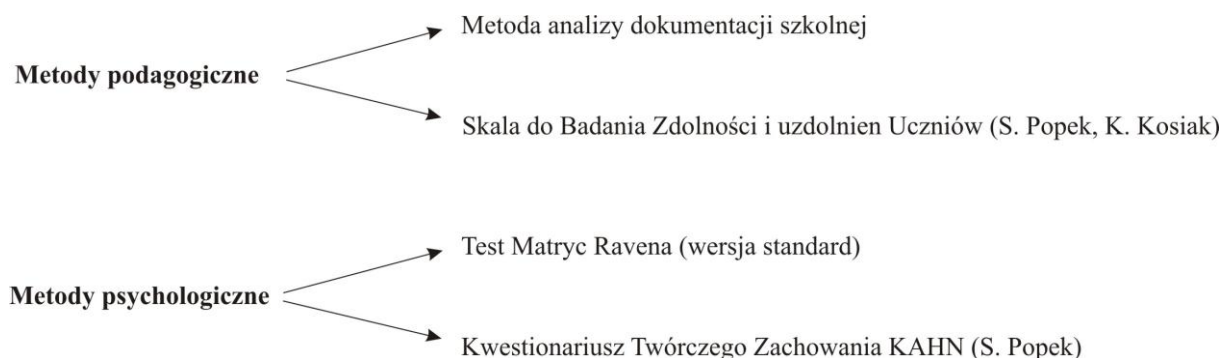 Metoda analizy dokumentacji szkolnej
Metody podagogiczne
Skala do Badania Zdolności i uzdolnien Uczniów (S. Popek, K. Kosiak)
Test Matryc Ravena (wersja standard)
Metody psychologiczne
Kwestionariusz Twórczego Zachowania KAHN (S. Popek)